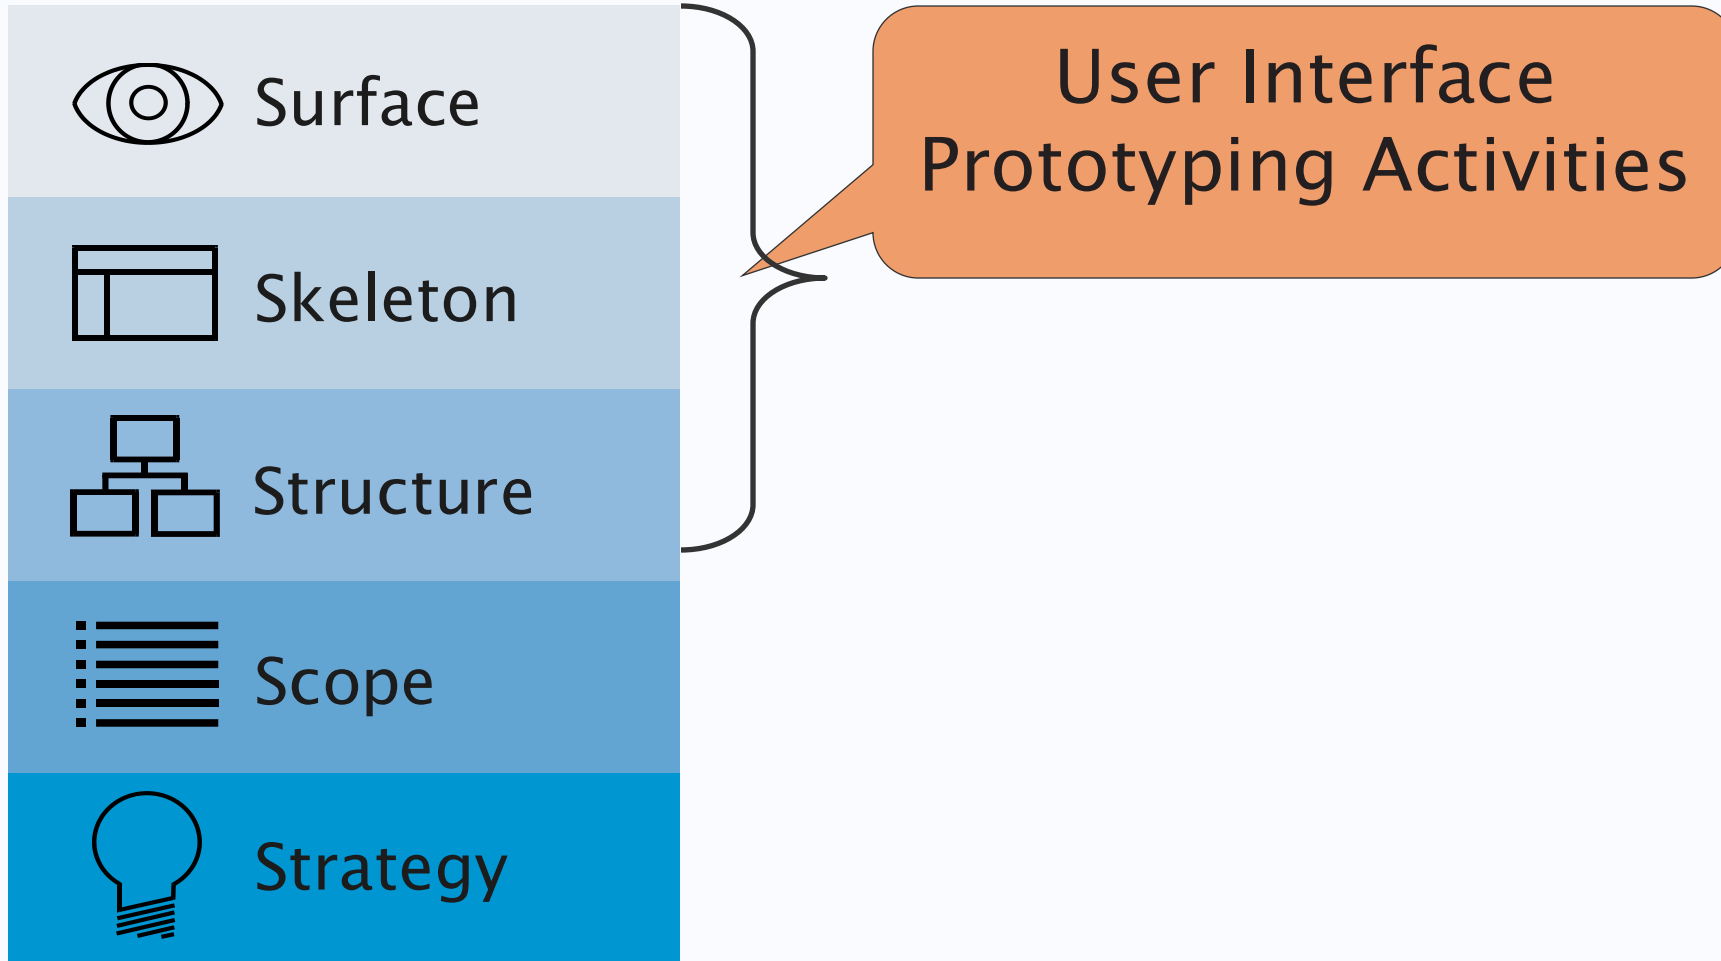 Surface
User Interface
Prototyping Activities
Skeleton
Structure
Scope
Strategy